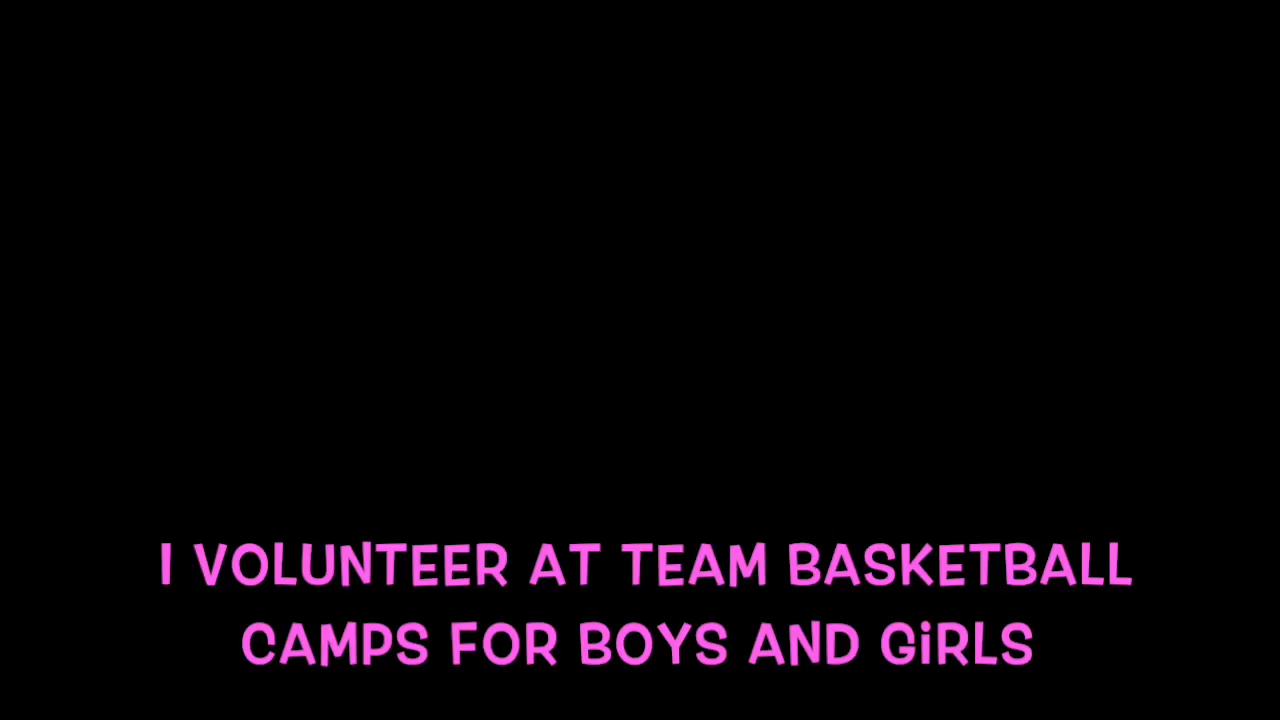 I VOLUNTEER AT TEAM BASKETBALL
CAMPS FOR BOYS AND GiRLS